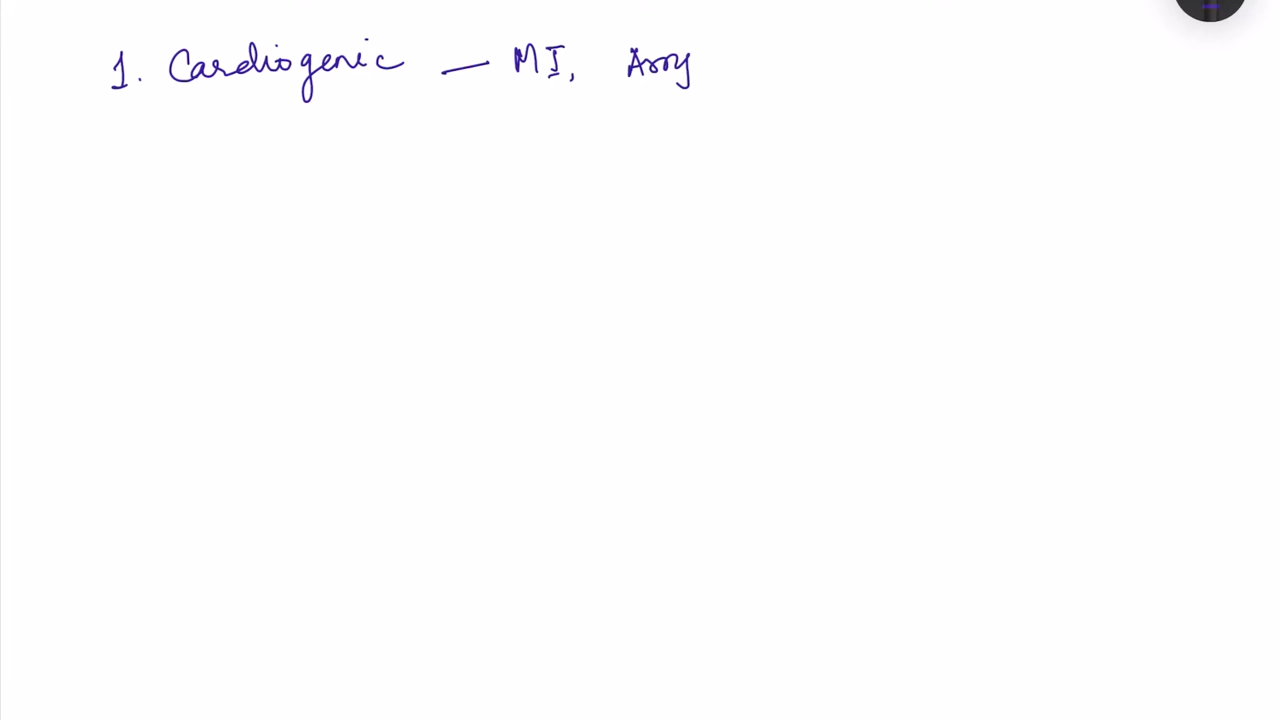 1. Cardiogenic — MI, Arry